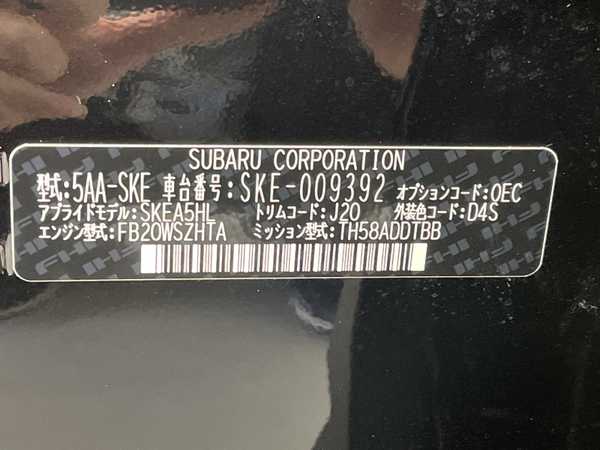 SUBARU CORPORATION
型式:5AA-SKE 車台番号:SKE-009392 オプションコード:QEC
アプライドモデル:SKEA5HL トリムコード:J20 外装色コード:D4S
エンジン型式:FB20WSZHTA ミッション型式:TH58ADDTBB